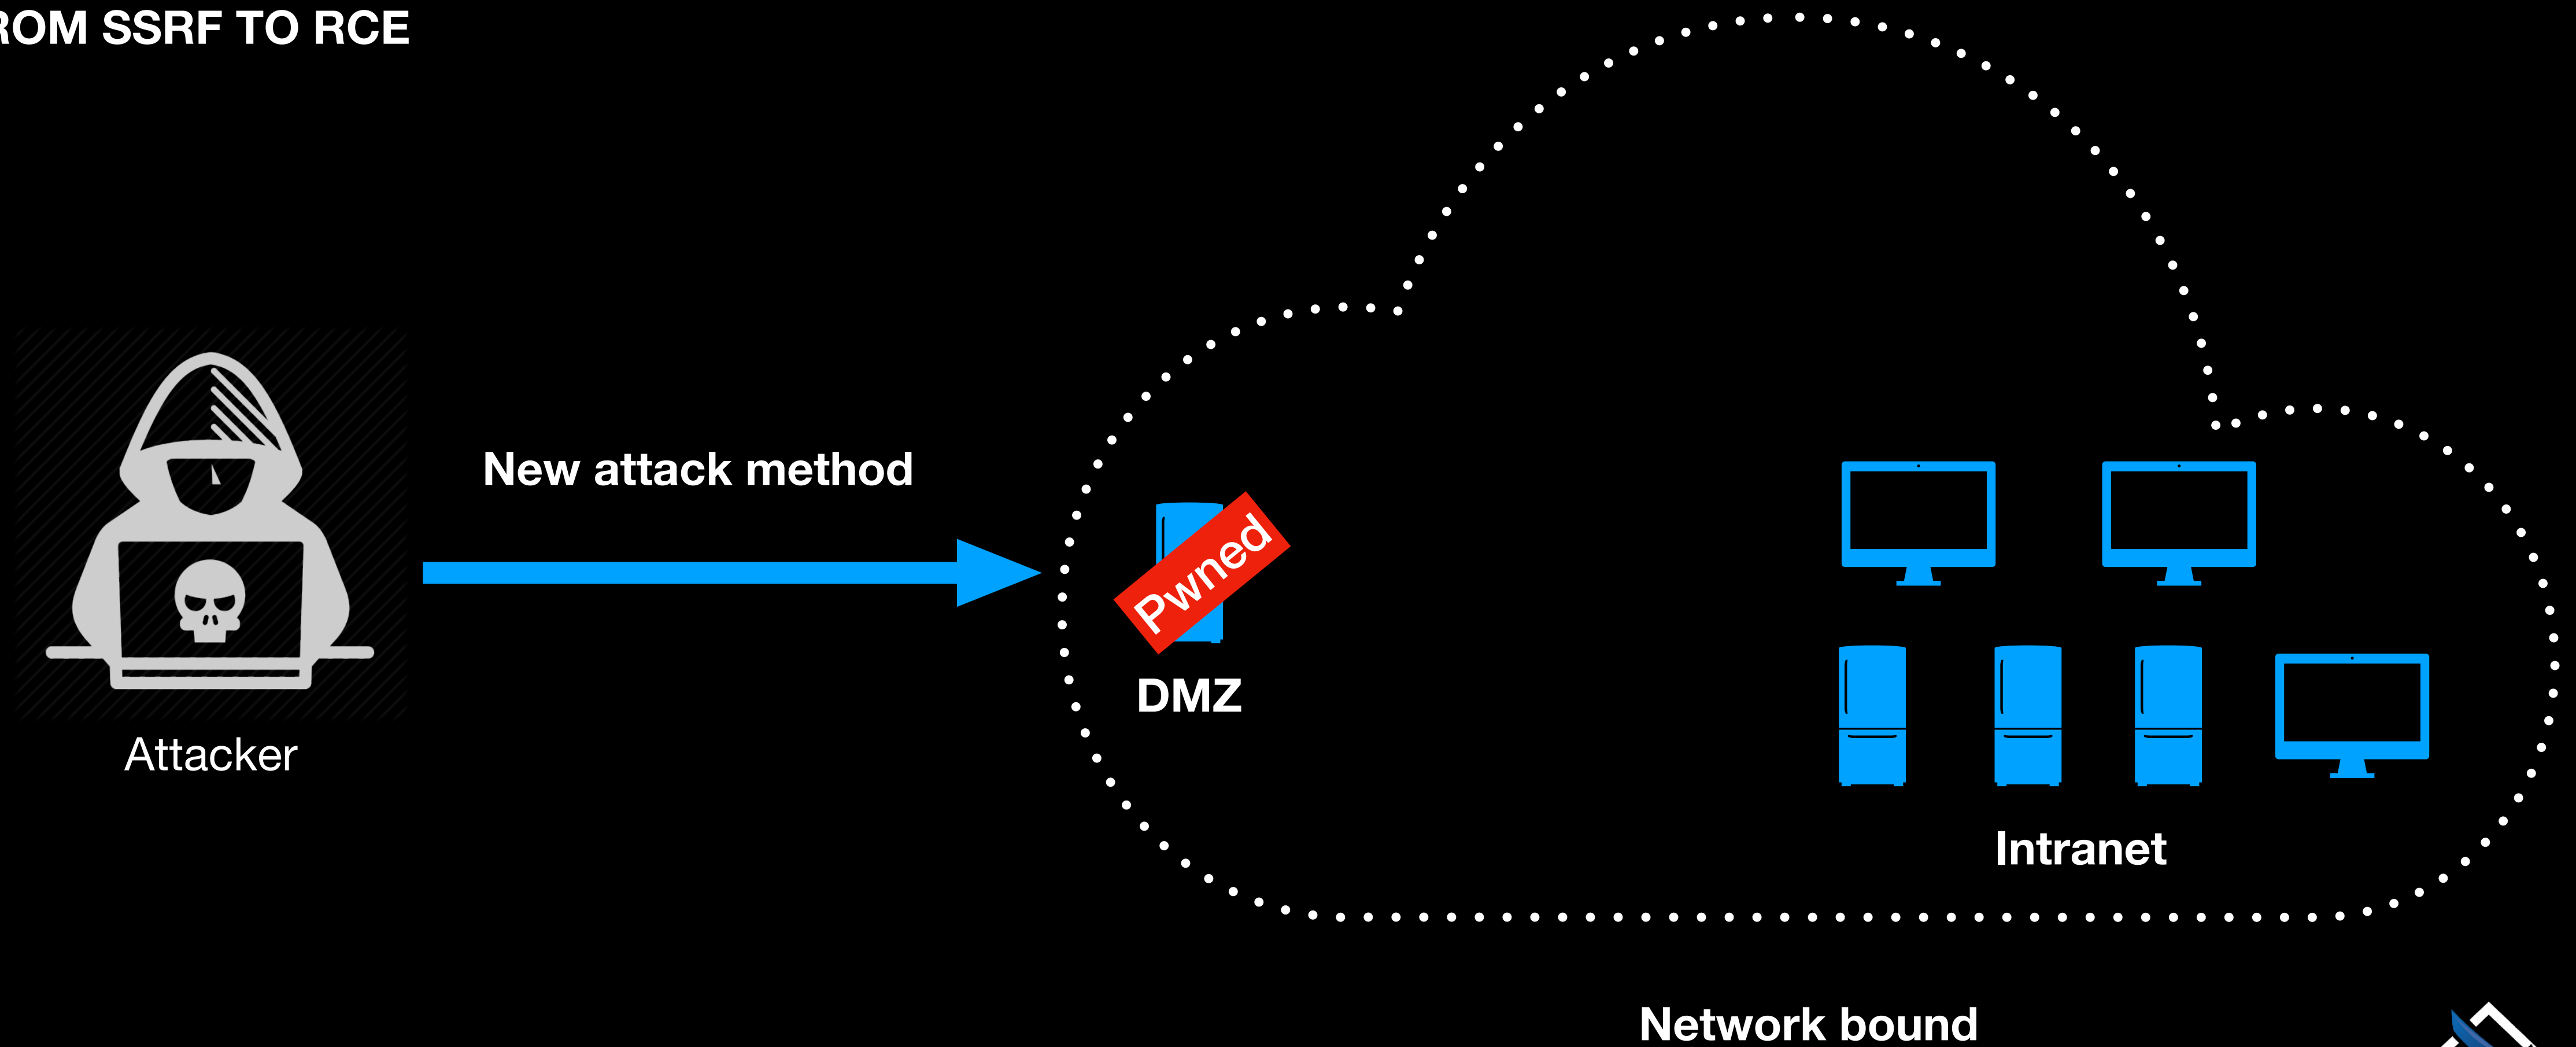 ROM SSRF TO RCE
New attack method
Pwned
DMZ
Attacker
Intranet
Network bound